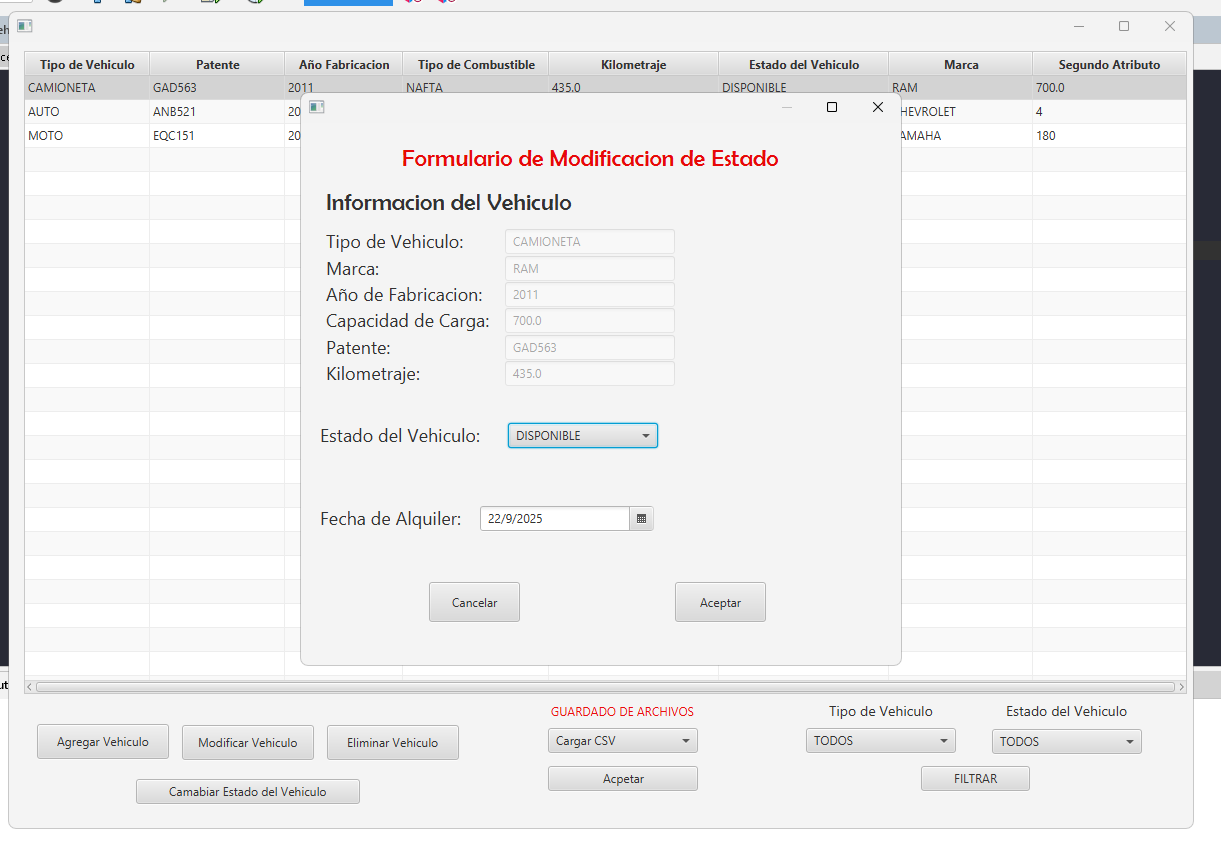 Tipo de Vehiculo Patente Año Fabricacion Tipo de Combustible Kilometraje Estado del Vehiculo Marca Segundo Atributo
CAMIONETA GAD563 2011 NAFTA 435.0 DISPONIBLE RAM 700.0
AUTO ANB521 20 HEVROLET 4
MOTO EQC151 20 AMAHA 180
Formulario de Modificacion de Estado
Informacion del Vehiculo
Tipo de Vehiculo: CAMIONETA
Marca: RAM
Año de Fabricacion: 2011
Capacidad de Carga: 700.0
Patente: GAD563
Kilometraje: 435.0
Estado del Vehiculo: DISPONIBLE
Fecha de Alquiler: 22/9/2025
Cancelar Aceptar
GUARDADO DE ARCHIVOS Tipo de Vehiculo Estado del Vehiculo
Agregar Vehiculo Modificar Vehiculo Eliminar Vehiculo Cargar CSV TODOS TODOS
Camabiar Estado del Vehiculo Acpetar FILTRAR